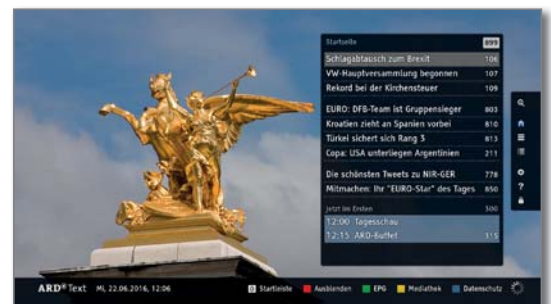 Startseite 899
Schlagabtausch zum Brexit 106
VW-Hauptversammlung begonnen 107
Rekord bei der Kirchensteuer 109
EURO: DFB-Team ist Gruppensieger 803
Kroatien zieht an Spanien vorbei 810
Türkei sichert sich Rang 3 813
Copa: USA unterliegen Argentinien 211
Die schönsten Tweets zu NIR-GER 778
Mitmachen: Ihr "EURO-Star" des Tages 850
Jetzt im Ersten 300
12:00 Tagesschau
12:15 ARD-Buffet 315
ARD Text Mi, 22.06.2016, 12:06 0 Startleiste Ausblenden EPG Mediathek Datenschutz